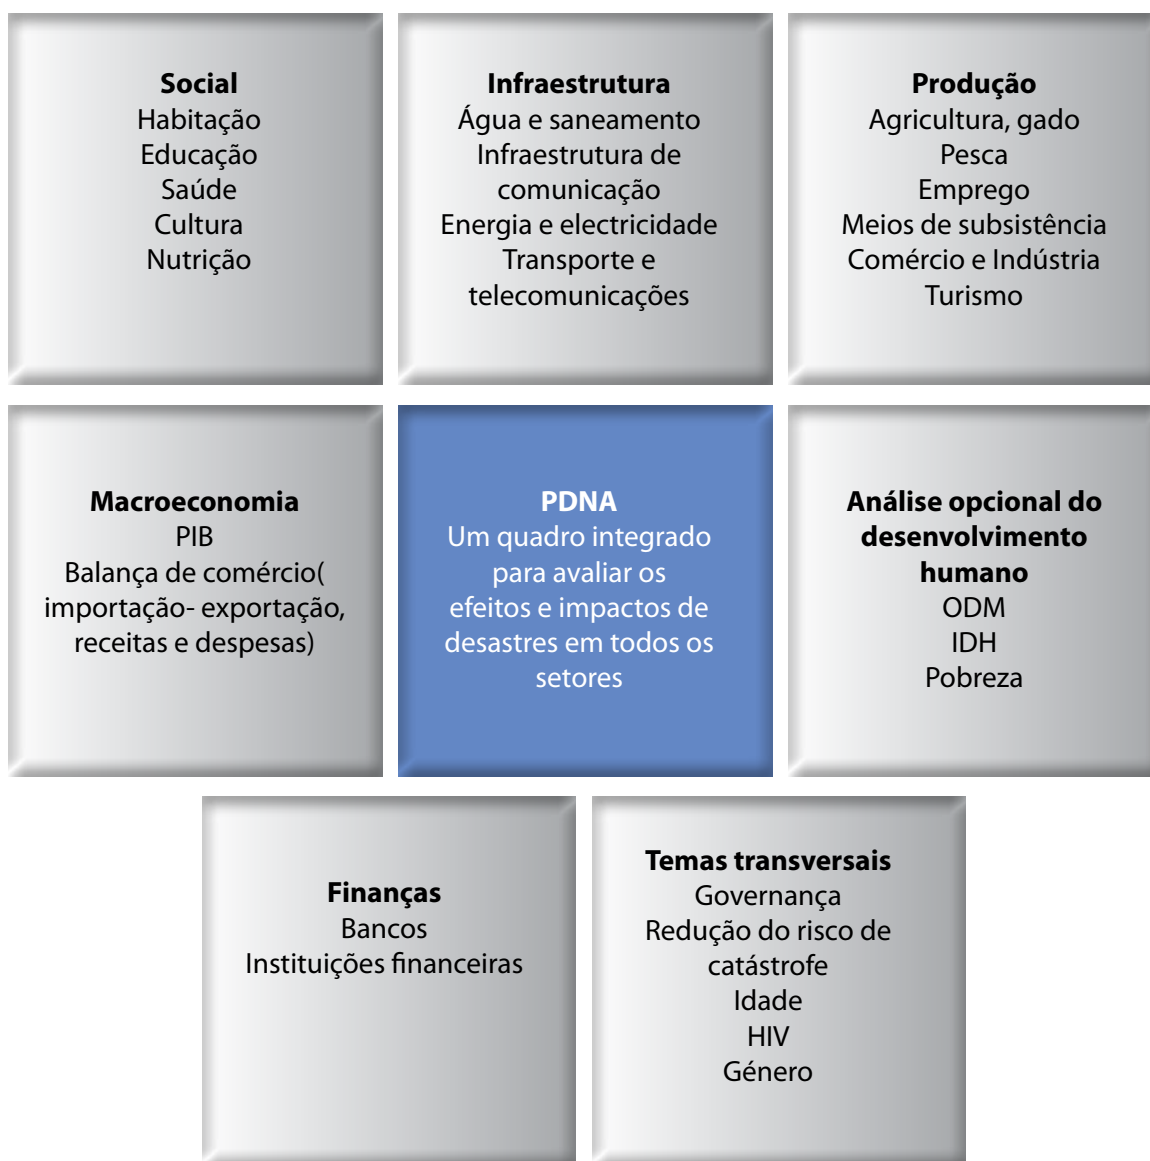 Social
Habitação
Educação
Saúde
Cultura
Nutrição
Infraestrutura
Água e saneamento
Infraestrutura de
comunicação
Energia e electricidade
Transporte e
telecomunicações
Produção
Agricultura, gado
Pesca
Emprego
Meios de subsistência
Comércio e Indústria
Turismo
Macroeconomia
PIB
Balança de comércio(
importação- exportação,
receitas e despesas)
PDNA
Um quadro integrado
para avaliar os
efeitos e impactos de
desastres em todos os
setores
Análise opcional do
desenvolvimento
humano
ODM
IDH
Pobreza
Finanças
Bancos
Instituições financeiras
Temas transversais
Governança
Redução do risco de
catástrofe
Idade
HIV
Género